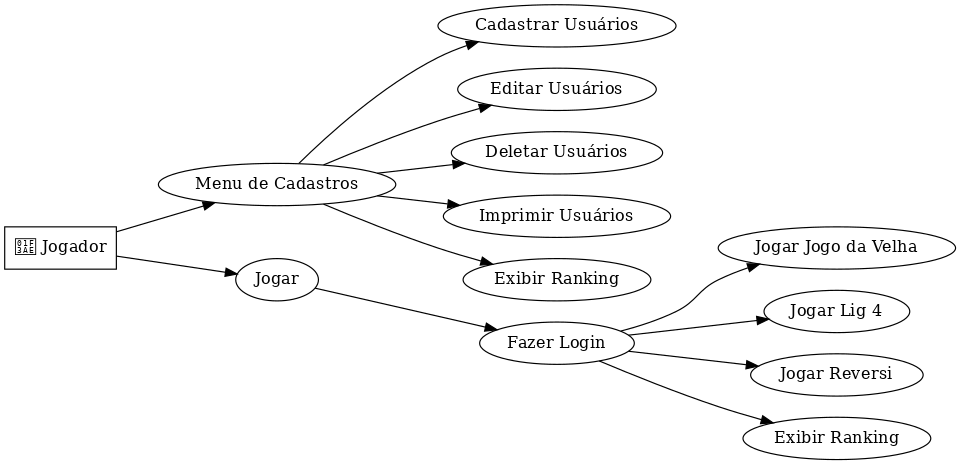 Cadastrar Usuários
Editar Usuários
Deletar Usuários
Menu de Cadastros
Imprimir Usuários
Jogador
Jogar Jogo da Velha
Jogar
Exibir Ranking
Jogar Lig 4
Fazer Login
Jogar Reversi
Exibir Ranking